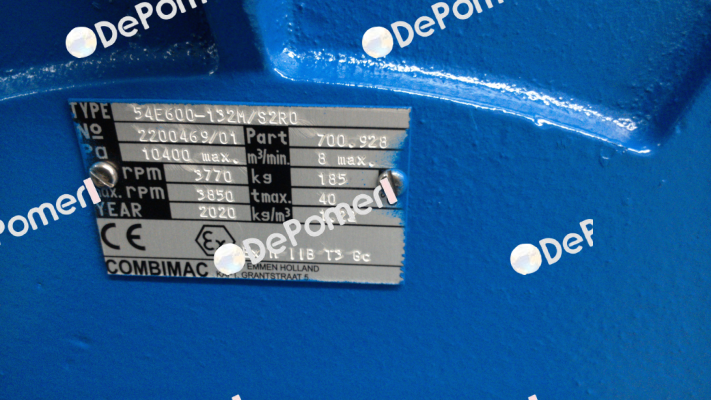 DePomeri
DePomeri
TYPE 54E600-132M/S2R0
No 2200469/01 Part 700.928
Pa 10400 max. m³/min. 8 max.
rpm 3770 kg 185
max. rpm 3850 tmax. 40
YEAR 2020 kg/m³
DePomeri
DePomeri
DePomeri
CE Ex IIB T3 Gc
COMBIMAC EMMEN HOLLAND
GRANTSTRAAT